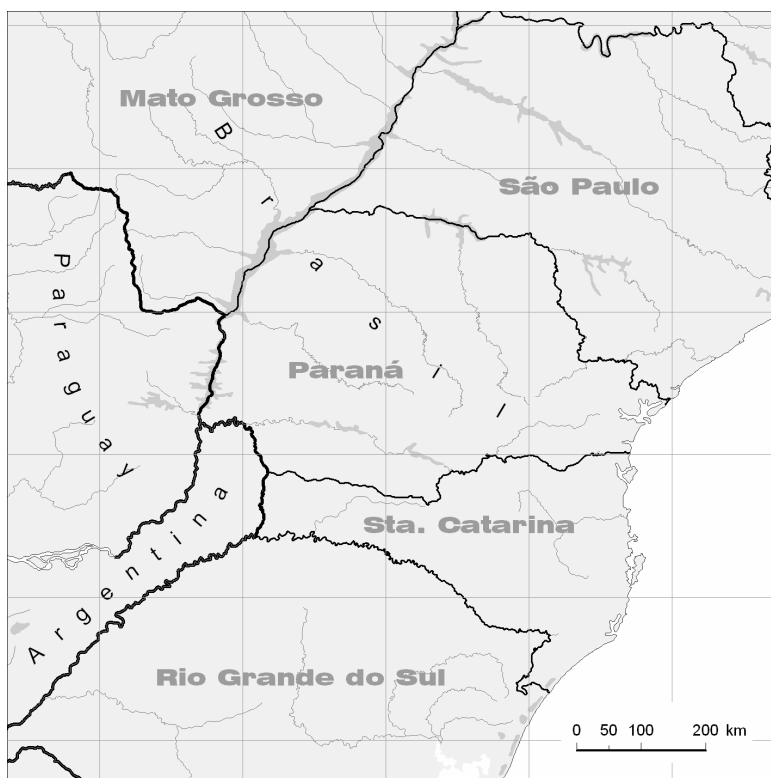 Mato Grosso
Brasil
São Paulo
Paraguay
Paraná
Argentina
Sta. Catarina
Rio Grande do Sul
0 50 100 200 km